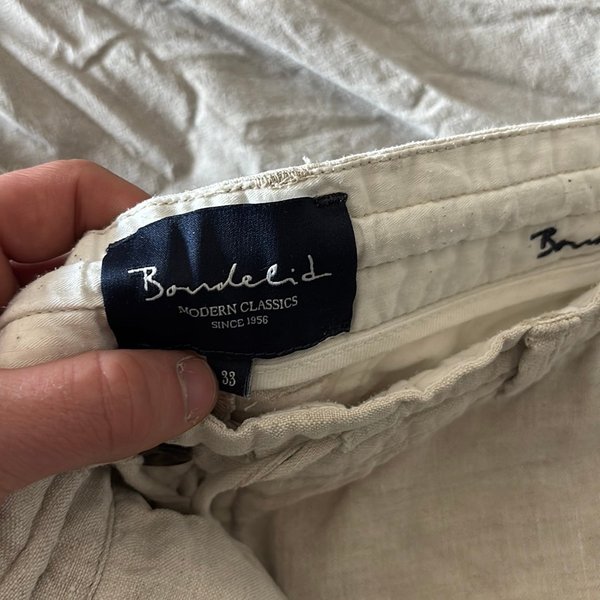 Bondelid
MODERN CLASSICS
SINCE 1956
33